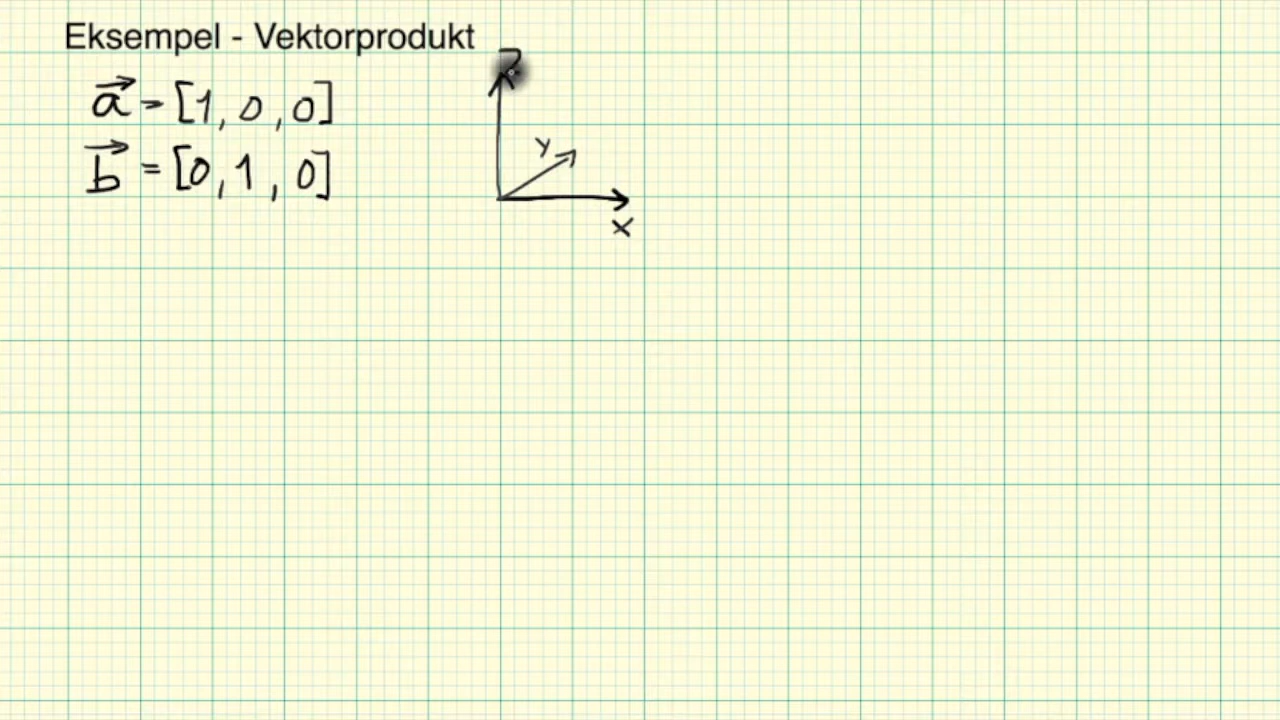 Eksempel - Vektorprodukt
a⃗ = [1, 0, 0]
b⃗ = [0, 1, 0]
y
x